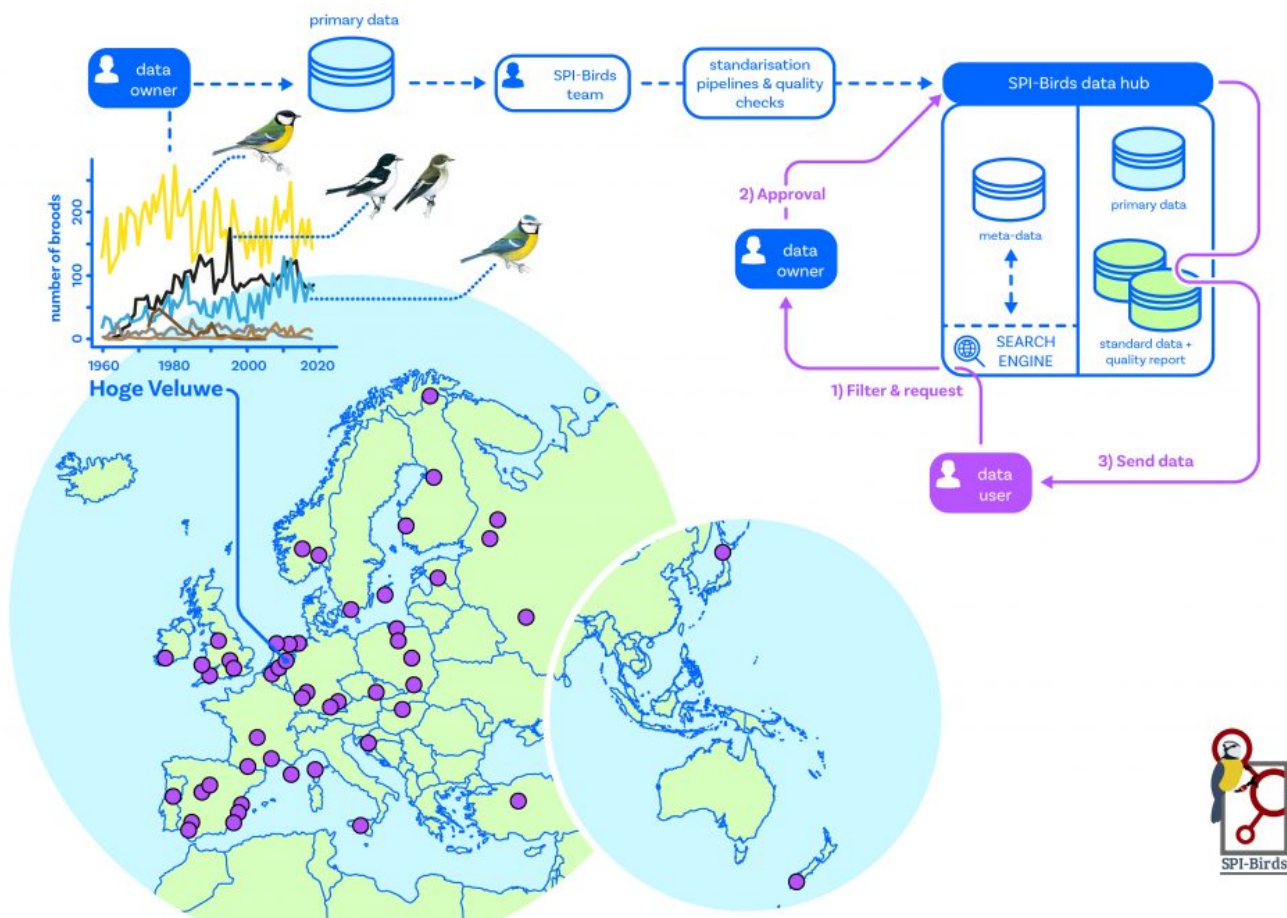 primary data
data
owner
SPI-Birds
team
standarisation
pipelines & quality
checks
SPI-Birds data hub
number of broods
200
100
0
1960
1980
2000
2020
Hoge Veluwe
2) Approval
data
owner
meta-data
SEARCH
ENGINE
primary data
standard data +
quality report
1) Filter & request
data
user
3) Send data
SPI-Birds